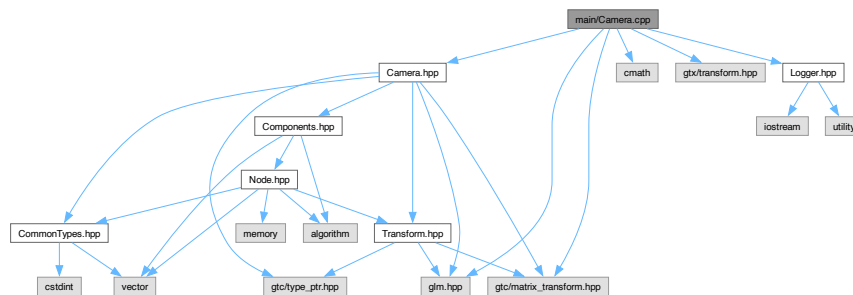 main/Camera.cpp
Camera.hpp
cmath
gtx/transform.hpp
Logger.hpp
Components.hpp
iostream
utility
Node.hpp
CommonTypes.hpp
memory
algorithm
Transform.hpp
cstdint
vector
gtc/type_ptr.hpp
glm.hpp
gtc/matrix_transform.hpp